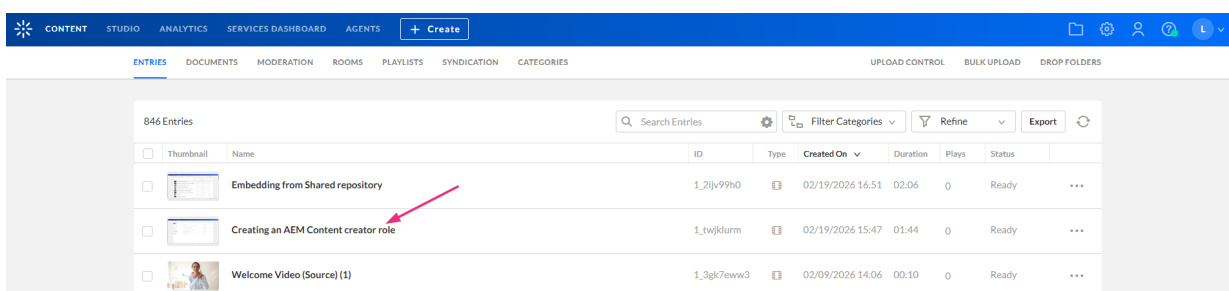 CONTENT STUDIO ANALYTICS SERVICES DASHBOARD AGENTS + Create L
ENTRIES DOCUMENTS MODERATION ROOMS PLAYLISTS SYNDICATION CATEGORIES UPLOAD CONTROL BULK UPLOAD DROP FOLDERS
846 Entries Search Entries Filter Categories Refine Export
Thumbnail Name ID Type Created On Duration Plays Status
Embedding from Shared repository 1_2ijv99h0 02/19/2026 16:51 02:06 0 Ready
Creating an AEM Content creator role 1_twjklurm 02/19/2026 15:47 01:44 0 Ready
Welcome Video (Source) (1) 1_3gk7eww3 02/09/2026 14:06 00:10 0 Ready